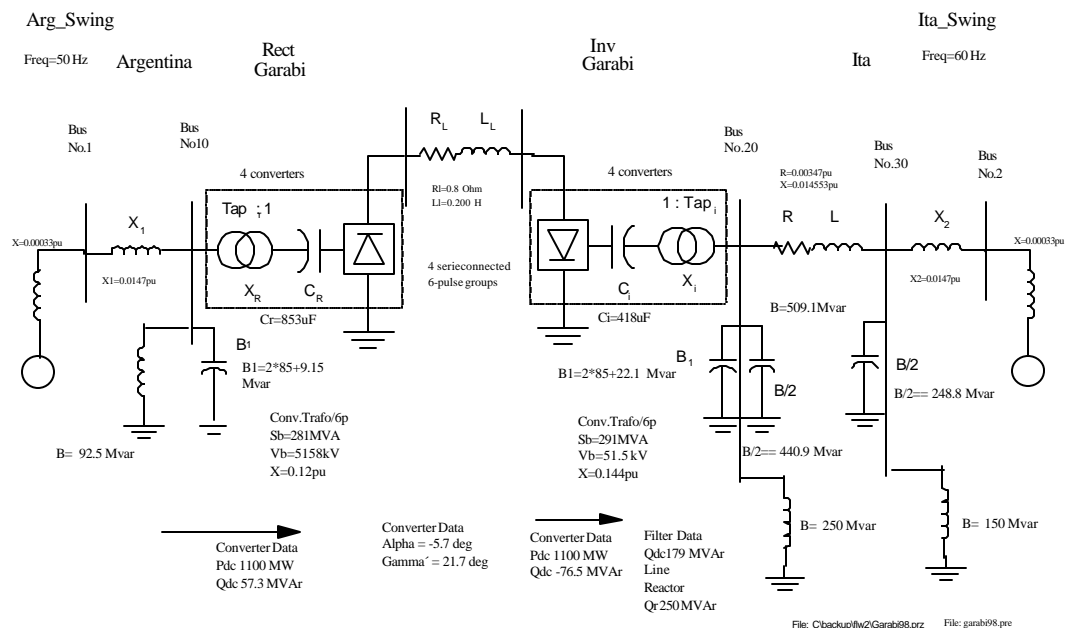 Arg_Swing
Ita_Swing
Freq=50 Hz
Argentina
Rect
Garabi
Inv
Garabi
Ita
Freq=60 Hz
Bus
No.1
Bus
No10
R_L
L_L
Bus
No.20
Bus
No.30
Bus
No.2
4 converters
4 converters
R=0.00347pu
X=0.014553pu
Rl=0.8 Ohm
Ll=0.200 H
X=0.00033pu
X_1
X1=0.0147pu
Tap_r : 1
X_R
C_R
Cr=853uF
4 serieconnected
6-pulse groups
1 : Tap_i
C_i
X_i
Ci=418uF
R
L
X_2
X2=0.0147pu
X=0.00033pu
B=509.1Mvar
B1
B1=2*85+9.15
Mvar
B= 92.5 Mvar
B1=2*85+22.1 Mvar
B_1
B/2
B/2
B/2== 248.8 Mvar
Conv.Trafo/6p
Sb=281MVA
Vb=5158kV
X=0.12pu
Conv.Trafo/6p
Sb=291MVA
Vb=51.5 kV
X=0.144pu
B/2== 440.9 Mvar
B= 250 Mvar
B= 150 Mvar
Converter Data
Pdc 1100 MW
Qdc 57.3 MVAr
Converter Data
Alpha = -5.7 deg
Gamma´ = 21.7 deg
Converter Data
Pdc 1100 MW
Qdc -76.5MVAr
Filter Data
Qdc179 MVAr
Line
Reactor
Qr250MVAr
File: C\backup\flw2\Garabi98.prz
File: garabi98.pre